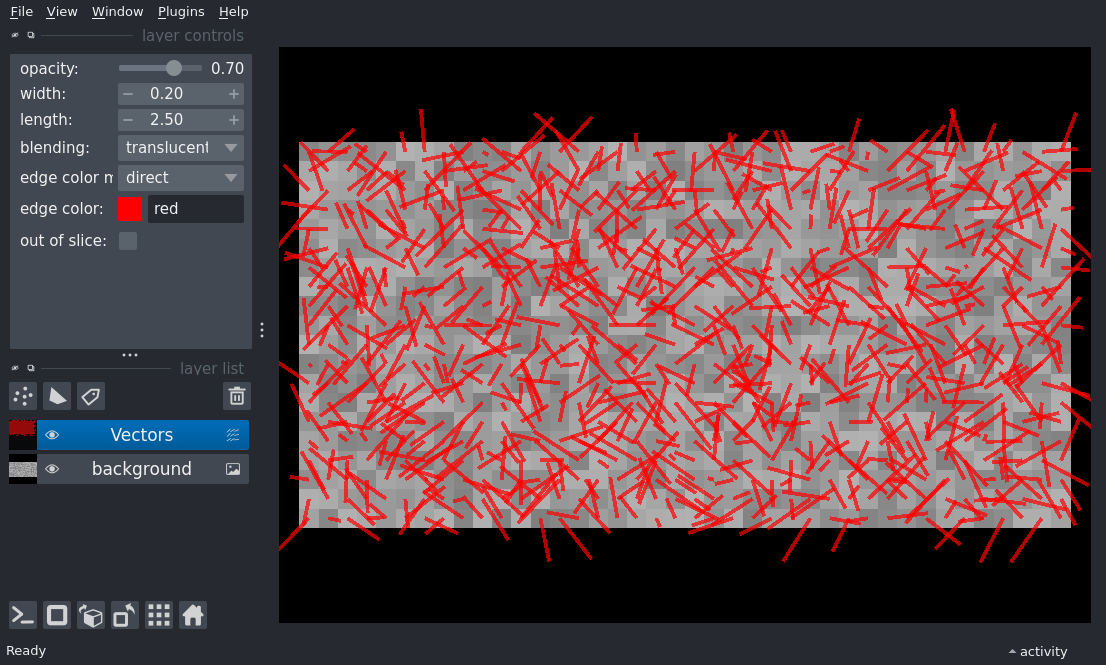 File View Window Plugins Help
layer controls
opacity: 0.70
width: − 0.20 +
length: − 2.50 +
blending: translucent
edge color m direct
edge color: red
out of slice:
layer list
Vectors
background
Ready
activity